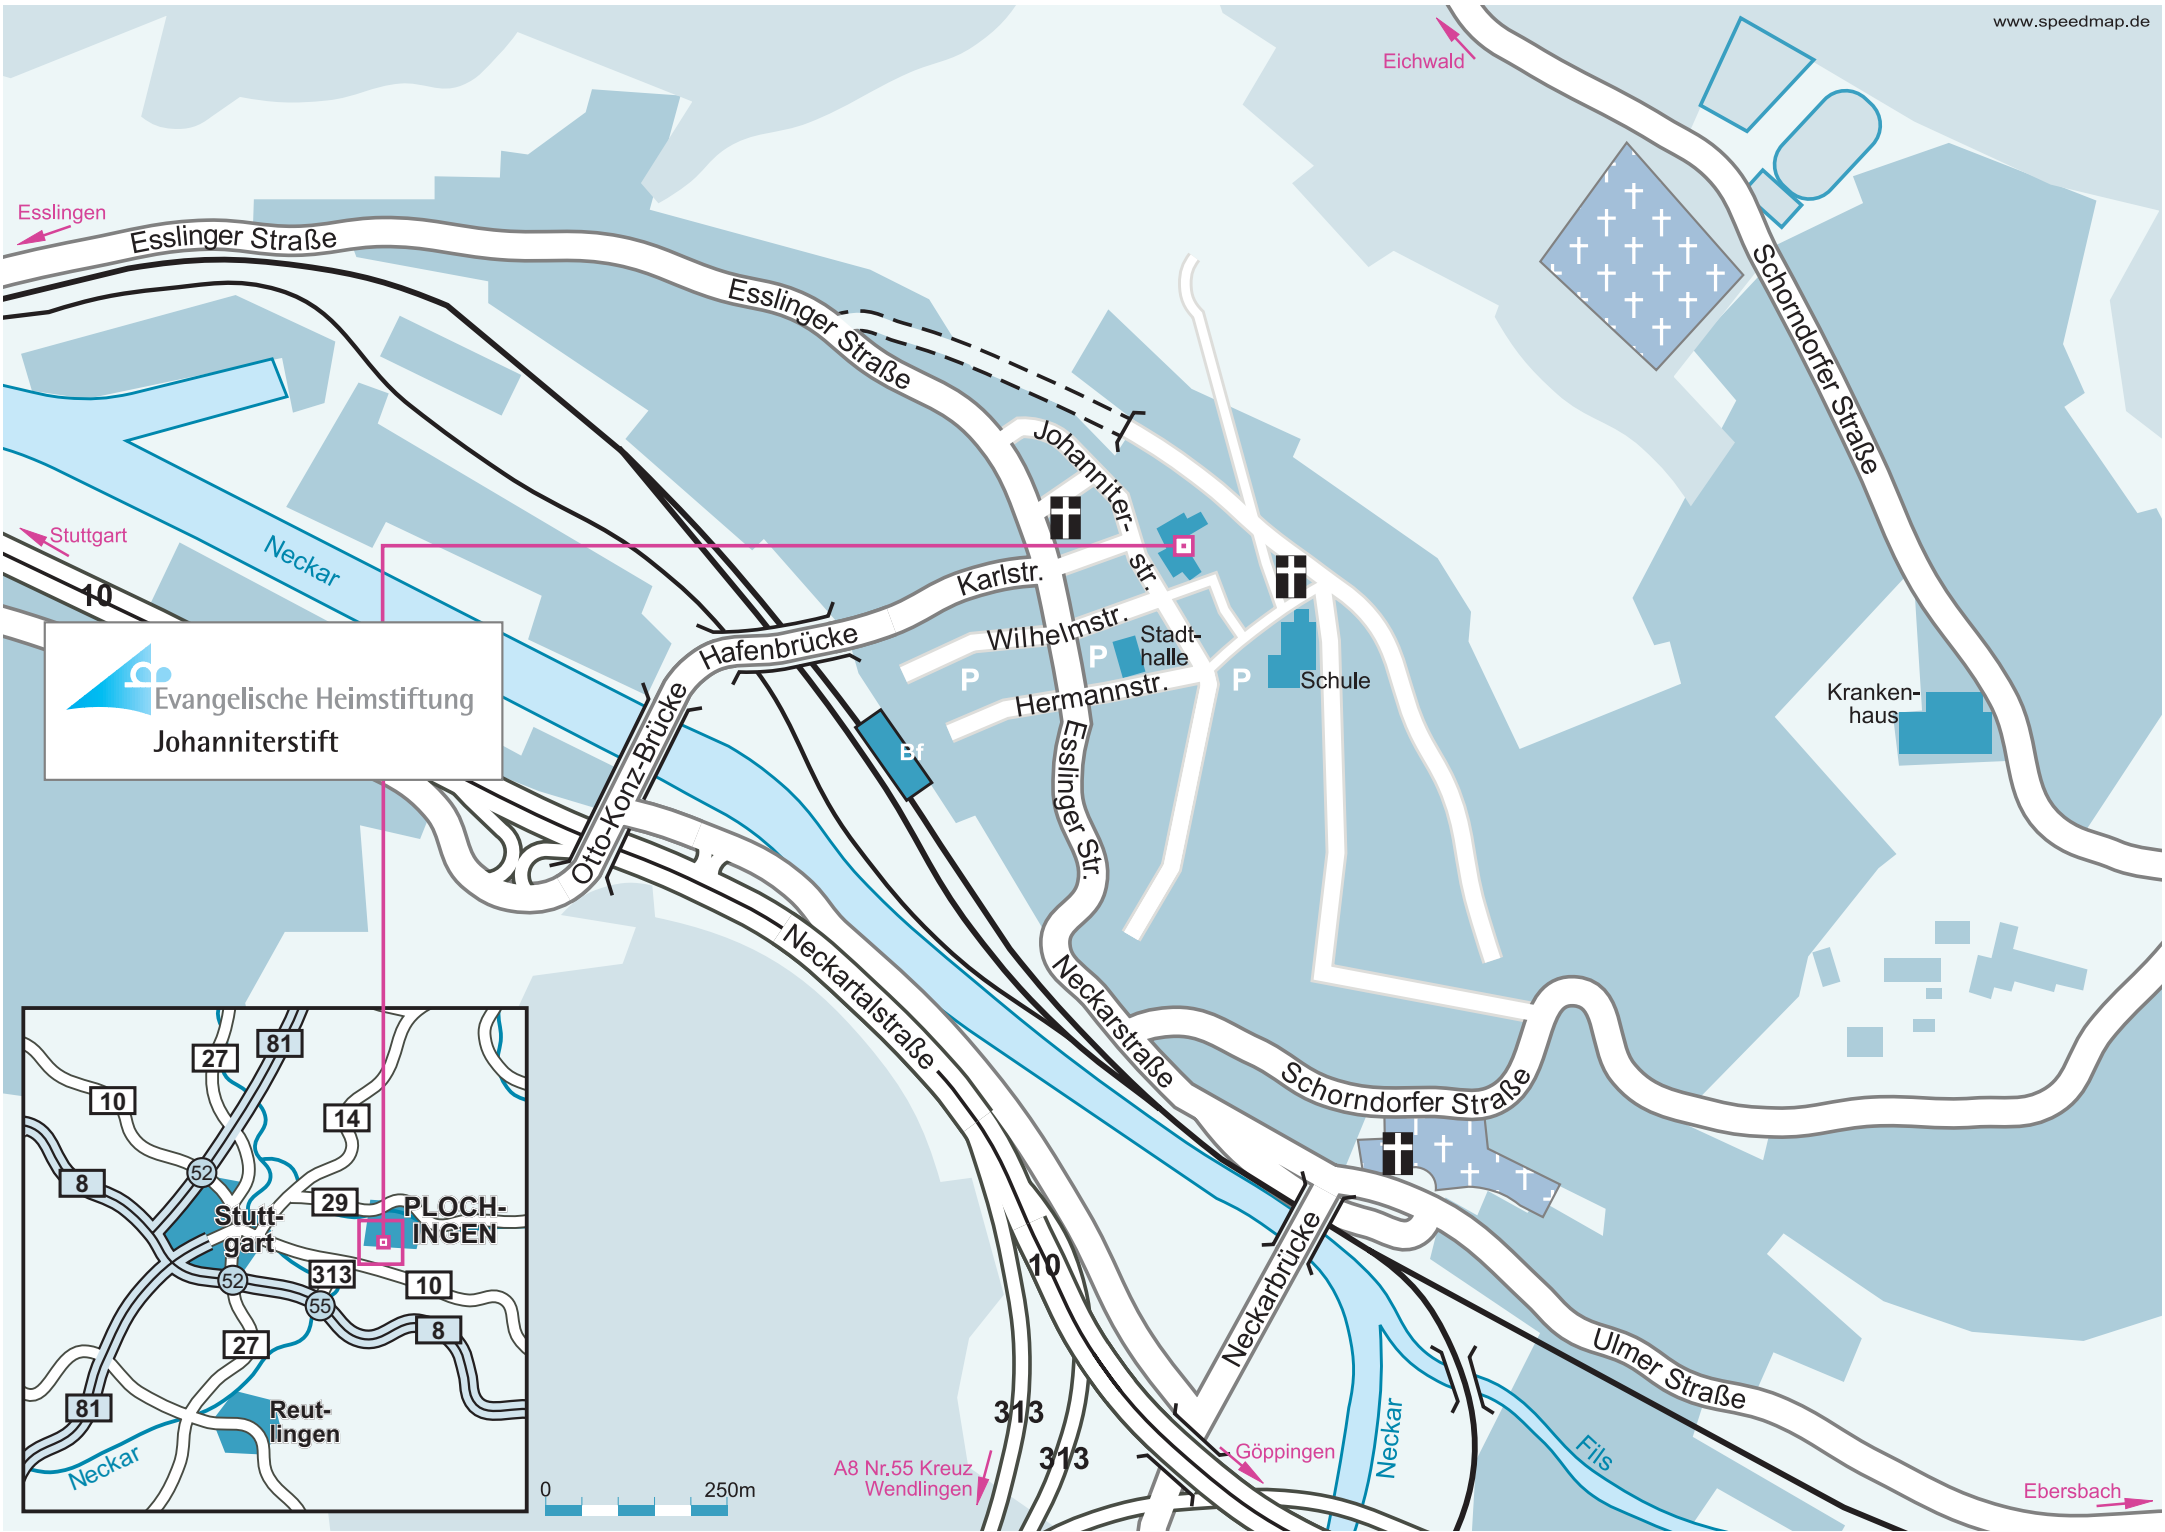 www.speedmap.de
Eichwald
Esslingen
Esslinger Straße
Esslinger Straße
Schorndorfer Straße
Johanniter-
str.
Stuttgart
10
Neckar
Karlstr.
Wilhelmstr.
Hafenbrücke
Stadt-
halle
P
P
P
Hermannstr.
Schule
Kranken-
haus
Evangelische Heimstiftung
Johanniterstift
Otto-Konz-Brücke
Bf
Esslinger Str.
Neckartalstraße
Neckarstraße
Schorndorfer Straße
27
81
10
14
8
52
29
PLOCH-
INGEN
Stutt-
gart
52
313
10
55
8
27
81
Reut-
lingen
Neckar
10
Neckarbrücke
Ulmer Straße
313
313
Göppingen
A8 Nr.55 Kreuz
Wendlingen
Neckar
Fils
Ebersbach
0
250m